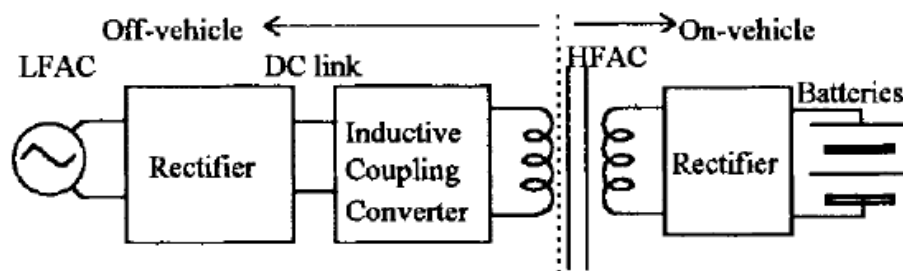 Off-vehicle
On-vehicle
LFAC
DC link
HFAC
Batteries
Rectifier
Inductive
Coupling
Converter
Rectifier